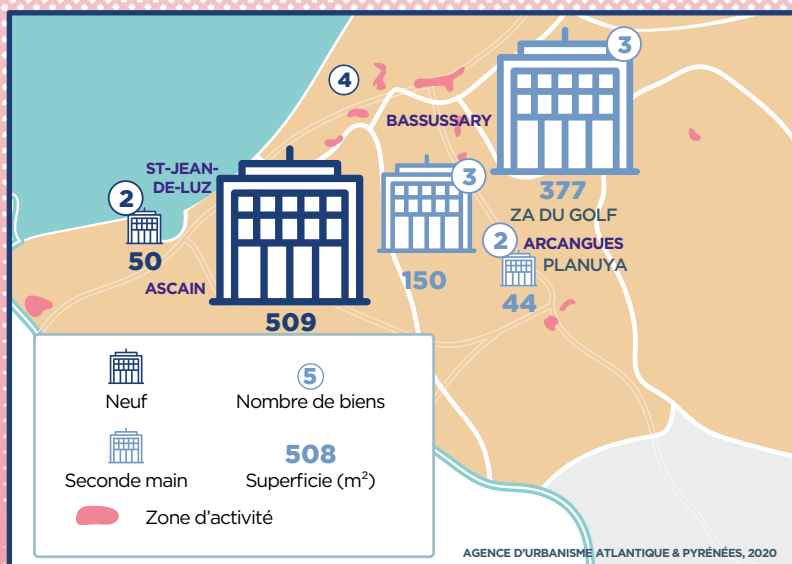 3
4
BASSUSSARY
ST-JEAN-
DE-LUZ
3
2
377
ZA DU GOLF
2
ARCANGUES
50
PLANUYA
150
ASCAIN
44
509
5
Neuf
Nombre de biens
508
Seconde main
Superficie (m²)
Zone d'activité
AGENCE D'URBANISME ATLANTIQUE & PYRÉNÉES, 2020